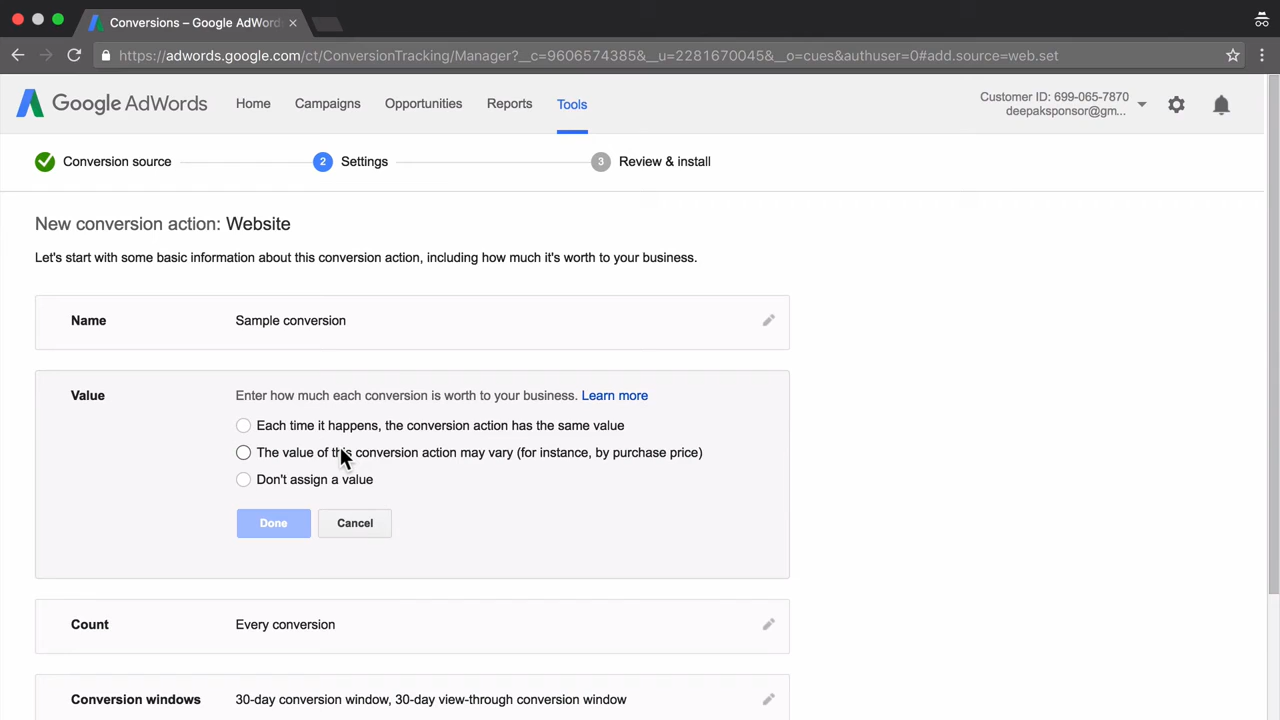 Conversions – Google AdWord
https://adwords.google.com/ct/ConversionTracking/Manager?__c=9606574385&__u=2281670045&__o=cues&authuser=0#add.source=web.set
Google AdWords Home Campaigns Opportunities Reports Tools
Customer ID: 699-065-7870
deepaksponsor@gm...
Conversion source 2 Settings 3 Review & install
New conversion action: Website
Let's start with some basic information about this conversion action, including how much it's worth to your business.
Name Sample conversion
Value Enter how much each conversion is worth to your business. Learn more
Each time it happens, the conversion action has the same value
The value of this conversion action may vary (for instance, by purchase price)
Don't assign a value
Done Cancel
Count Every conversion
Conversion windows 30-day conversion window, 30-day view-through conversion window